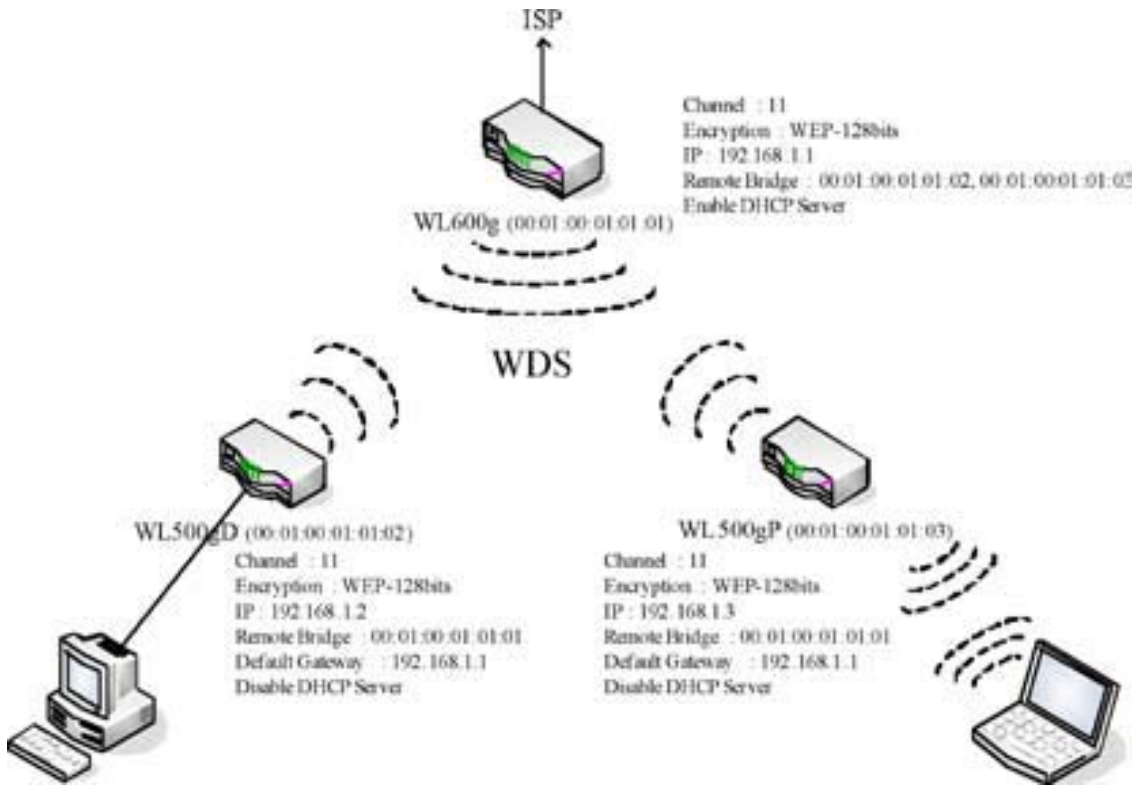 ISP
Channel : 11
Encryption : WEP-128bits
IP : 192.168.1.1
Remote Bridge : 00:01:00:01:01:02, 00:01:00:01:01:03
Enable DHCP Server
WL600g (00:01:00:01:01:01)
WDS
WL500gD (00:01:00:01:01:02)
Channel : 11
Encryption : WEP-128bits
IP : 192.168.1.2
Remote Bridge : 00:01:00:01:01:01
Default Gateway : 192.168.1.1
Disable DHCP Server
WL500gP (00:01:00:01:01:03)
Channel : 11
Encryption : WEP-128bits
IP : 192.168.1.3
Remote Bridge : 00:01:00:01:01:01
Default Gateway : 192.168.1.1
Disable DHCP Server